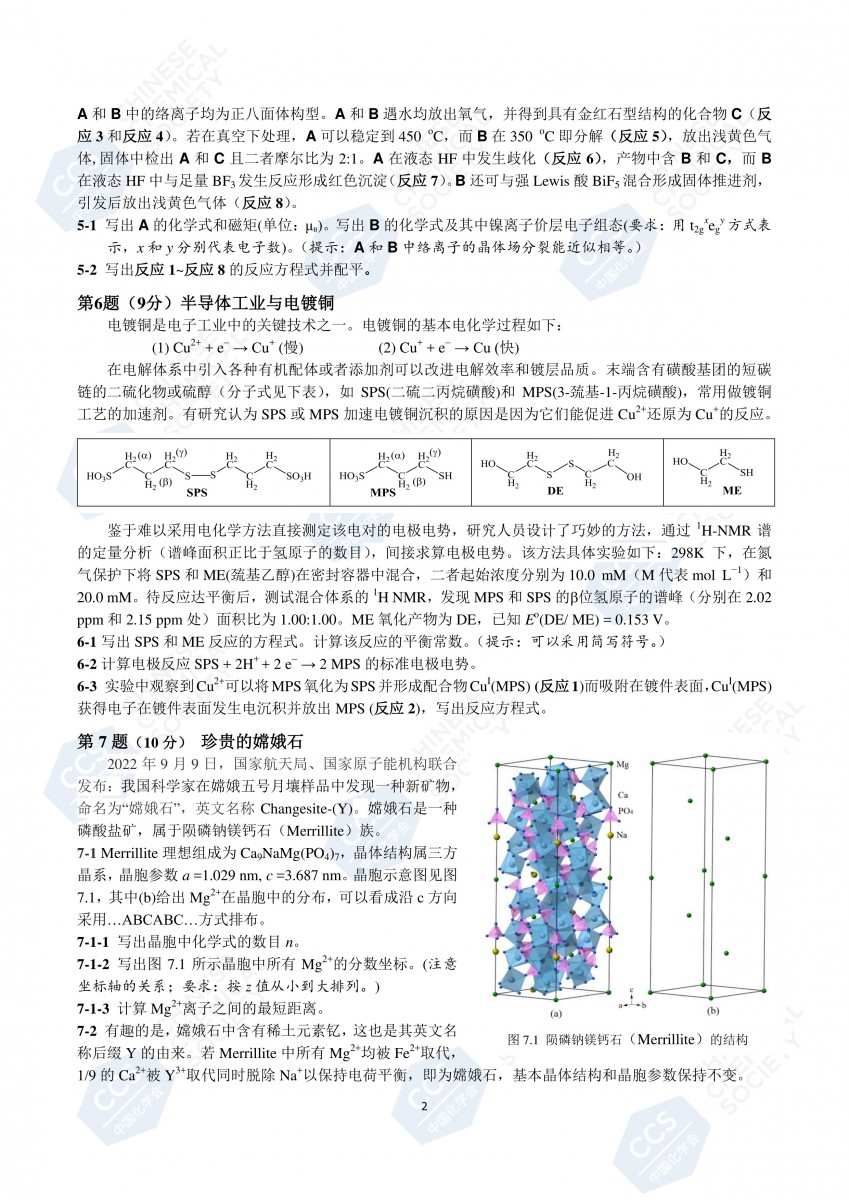 A 和 B 中的络离子均为正八面体构型。A 和 B 遇水均放出氧气，并得到具有金红石型结构的化合物 C（反
应 3 和反应 4）。若在真空下处理，A 可以稳定到 450 ºC，而 B 在 350 ºC 即分解（反应 5），放出浅黄色气
体, 固体中检出 A 和 C 且二者摩尔比为 2:1。A 在液态 HF 中发生歧化（反应 6），产物中含 B 和 C，而 B
在液态 HF 中与足量 BF₃ 发生反应形成红色沉淀（反应 7）。B 还可与强 Lewis 酸 BiF₅ 混合形成固体推进剂，
引发后放出浅黄色气体（反应 8）。
5-1 写出 A 的化学式和磁矩(单位：μ_B)。写出 B 的化学式及其中镍离子价层电子组态(要求：用 t₂gˣe_gʸ 方式表
示，x 和 y 分别代表电子数)。（提示：A 和 B 中络离子的晶体场分裂能近似相等。）
5-2 写出反应 1~反应 8 的反应方程式并配平。
第6题（9分）半导体工业与电镀铜
电镀铜是电子工业中的关键技术之一。电镀铜的基本电化学过程如下：
(1) Cu²⁺ + e⁻ → Cu⁺ (慢) (2) Cu⁺ + e⁻ → Cu (快)
在电解体系中引入各种有机配体或者添加剂可以改进电解效率和镀层品质。末端含有磺酸基团的短碳
链的二硫化物或硫醇（分子式见下表），如 SPS(二硫二丙烷磺酸)和 MPS(3-巯基-1-丙烷磺酸)，常用做镀铜
工艺的加速剂。有研究认为 SPS 或 MPS 加速电镀铜沉积的原因是因为它们能促进 Cu²⁺还原为 Cu⁺的反应。
HO₃S H₂(α) C C H₂ (β) H₂(γ) C S S H₂ C C H₂ H₂ C SO₃H
SPS
HO₃S H₂(α) C C H₂ (β) H₂(γ) C SH
MPS
HO C H₂ H₂ C S S C H₂ H₂ C OH
DE
HO H₂ C C H₂ SH
ME
鉴于难以采用电化学方法直接测定该电对的电极电势，研究人员设计了巧妙的方法，通过 ¹H-NMR 谱
的定量分析（谱峰面积正比于氢原子的数目），间接求算电极电势。该方法具体实验如下：298K 下，在氮
气保护下将 SPS 和 ME(巯基乙醇)在密封容器中混合，二者起始浓度分别为 10.0 mM（M 代表 mol L⁻¹）和
20.0 mM。待反应达平衡后，测试混合体系的 ¹H NMR，发现 MPS 和 SPS 的β位氢原子的谱峰（分别在 2.02
ppm 和 2.15 ppm 处）面积比为 1.00:1.00。ME 氧化产物为 DE，已知 Eº(DE/ ME) = 0.153 V。
6-1 写出 SPS 和 ME 反应的方程式。计算该反应的平衡常数。（提示：可以采用简写符号。）
6-2 计算电极反应 SPS + 2H⁺ + 2 e⁻ → 2 MPS 的标准电极电势。
6-3 实验中观察到 Cu²⁺可以将 MPS 氧化为 SPS 并形成配合物 Cuᴵ(MPS) (反应 1)而吸附在镀件表面，Cuᴵ(MPS)
获得电子在镀件表面发生电沉积并放出 MPS (反应 2)，写出反应方程式。
第 7 题（10 分） 珍贵的嫦娥石
2022 年 9 月 9 日，国家航天局、国家原子能机构联合
发布：我国科学家在嫦娥五号月壤样品中发现一种新矿物，
命名为“嫦娥石”，英文名称 Changesite-(Y)。嫦娥石是一种
磷酸盐矿，属于陨磷钠镁钙石（Merrillite）族。
7-1 Merrillite 理想组成为 Ca₉NaMg(PO₄)₇，晶体结构属三方
晶系，晶胞参数 a =1.029 nm, c =3.687 nm。晶胞示意图见图
7.1，其中(b)给出 Mg²⁺在晶胞中的分布，可以看成沿 c 方向
采用…ABCABC…方式排布。
7-1-1 写出晶胞中化学式的数目 n。
7-1-2 写出图 7.1 所示晶胞中所有 Mg²⁺的分数坐标。(注意
坐标轴的关系；要求：按 z 值从小到大排列。)
7-1-3 计算 Mg²⁺离子之间的最短距离。
7-2 有趣的是，嫦娥石中含有稀土元素钇，这也是其英文名
称后缀 Y 的由来。若 Merrillite 中所有 Mg²⁺均被 Fe²⁺取代，
1/9 的 Ca²⁺被 Y³⁺取代同时脱除 Na⁺以保持电荷平衡，即为嫦娥石，基本晶体结构和晶胞参数保持不变。
Mg
Ca
PO₄
Na
c
a b
(a)
(b)
图 7.1 陨磷钠镁钙石（Merrillite）的结构
2
CHINESE CHEMICAL SOCIETY
CCS
中国化学会